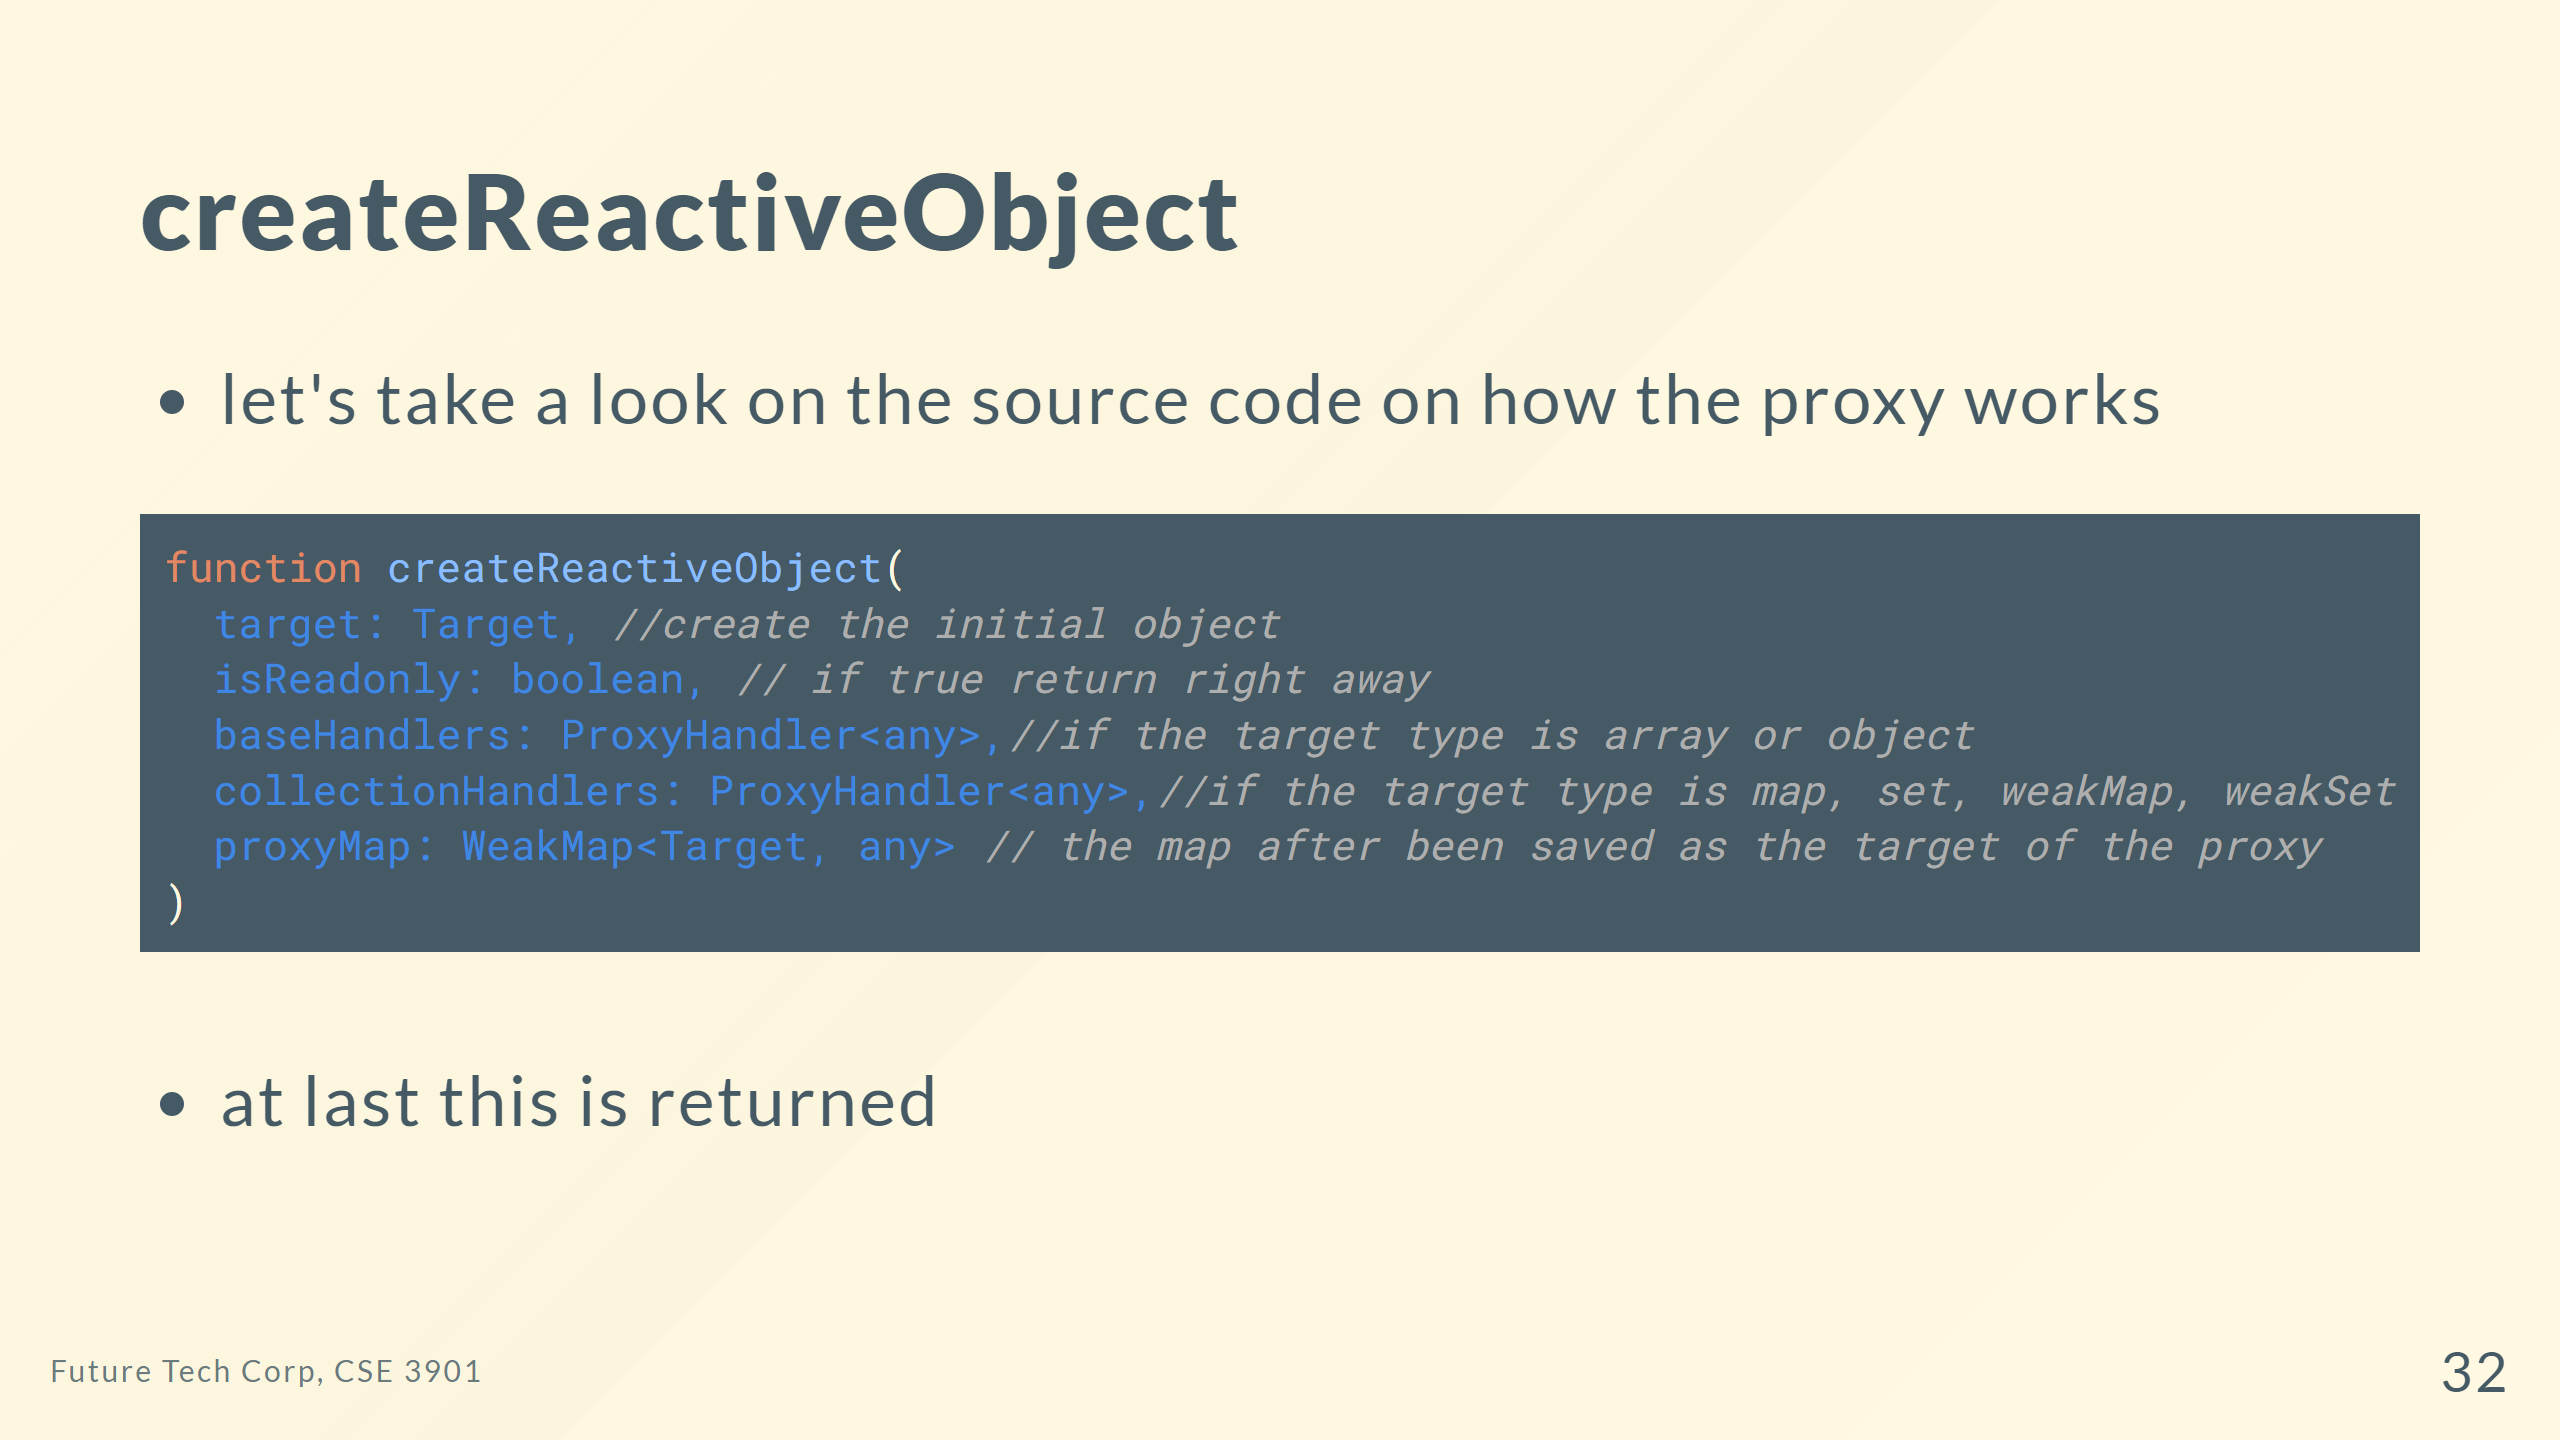 createReactiveObject
• let's take a look on the source code on how the proxy works
function createReactiveObject(
  target: Target, //create the initial object
  isReadonly: boolean, // if true return right away
  baseHandlers: ProxyHandler<any>,//if the target type is array or object
  collectionHandlers: ProxyHandler<any>,//if the target type is map, set, weakMap, weakSet
  proxyMap: WeakMap<Target, any> // the map after been saved as the target of the proxy
)
• at last this is returned
Future Tech Corp, CSE 3901
32